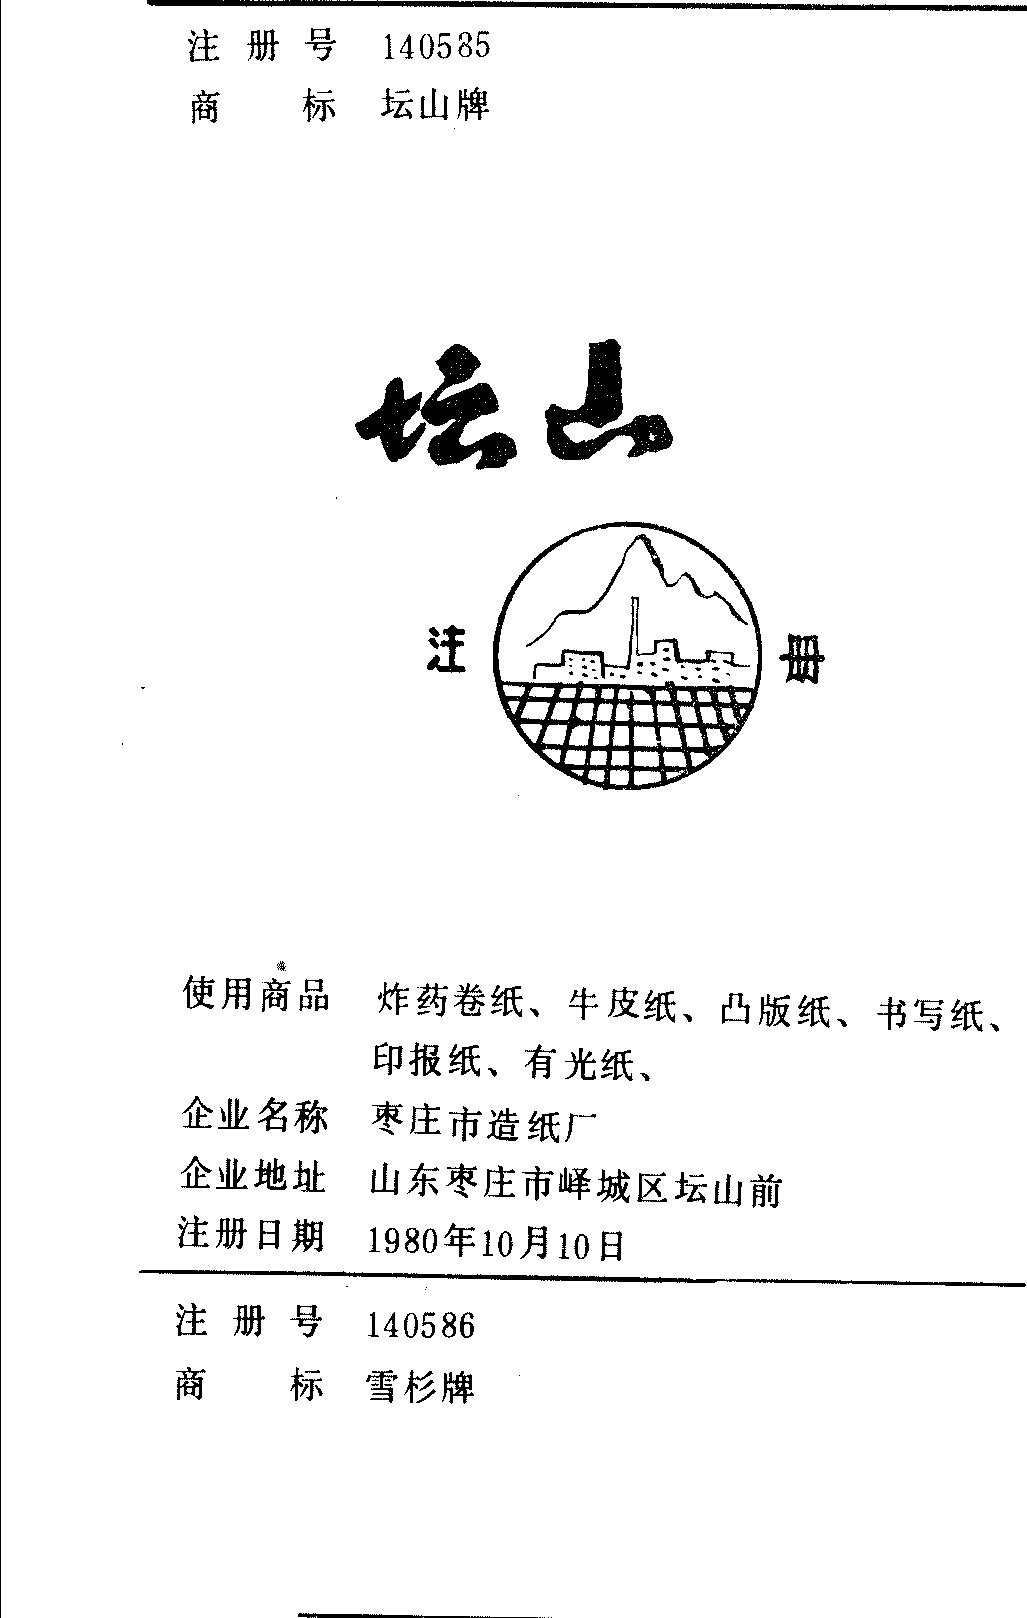 注册号 140585
商标 坛山牌
坛山
注册
使用商品 炸药卷纸、牛皮纸、凸版纸、书写纸、
印报纸、有光纸、
企业名称 枣庄市造纸厂
企业地址 山东枣庄市峄城区坛山前
注册日期 1980年10月10日
注册号 140586
商标 雪杉牌